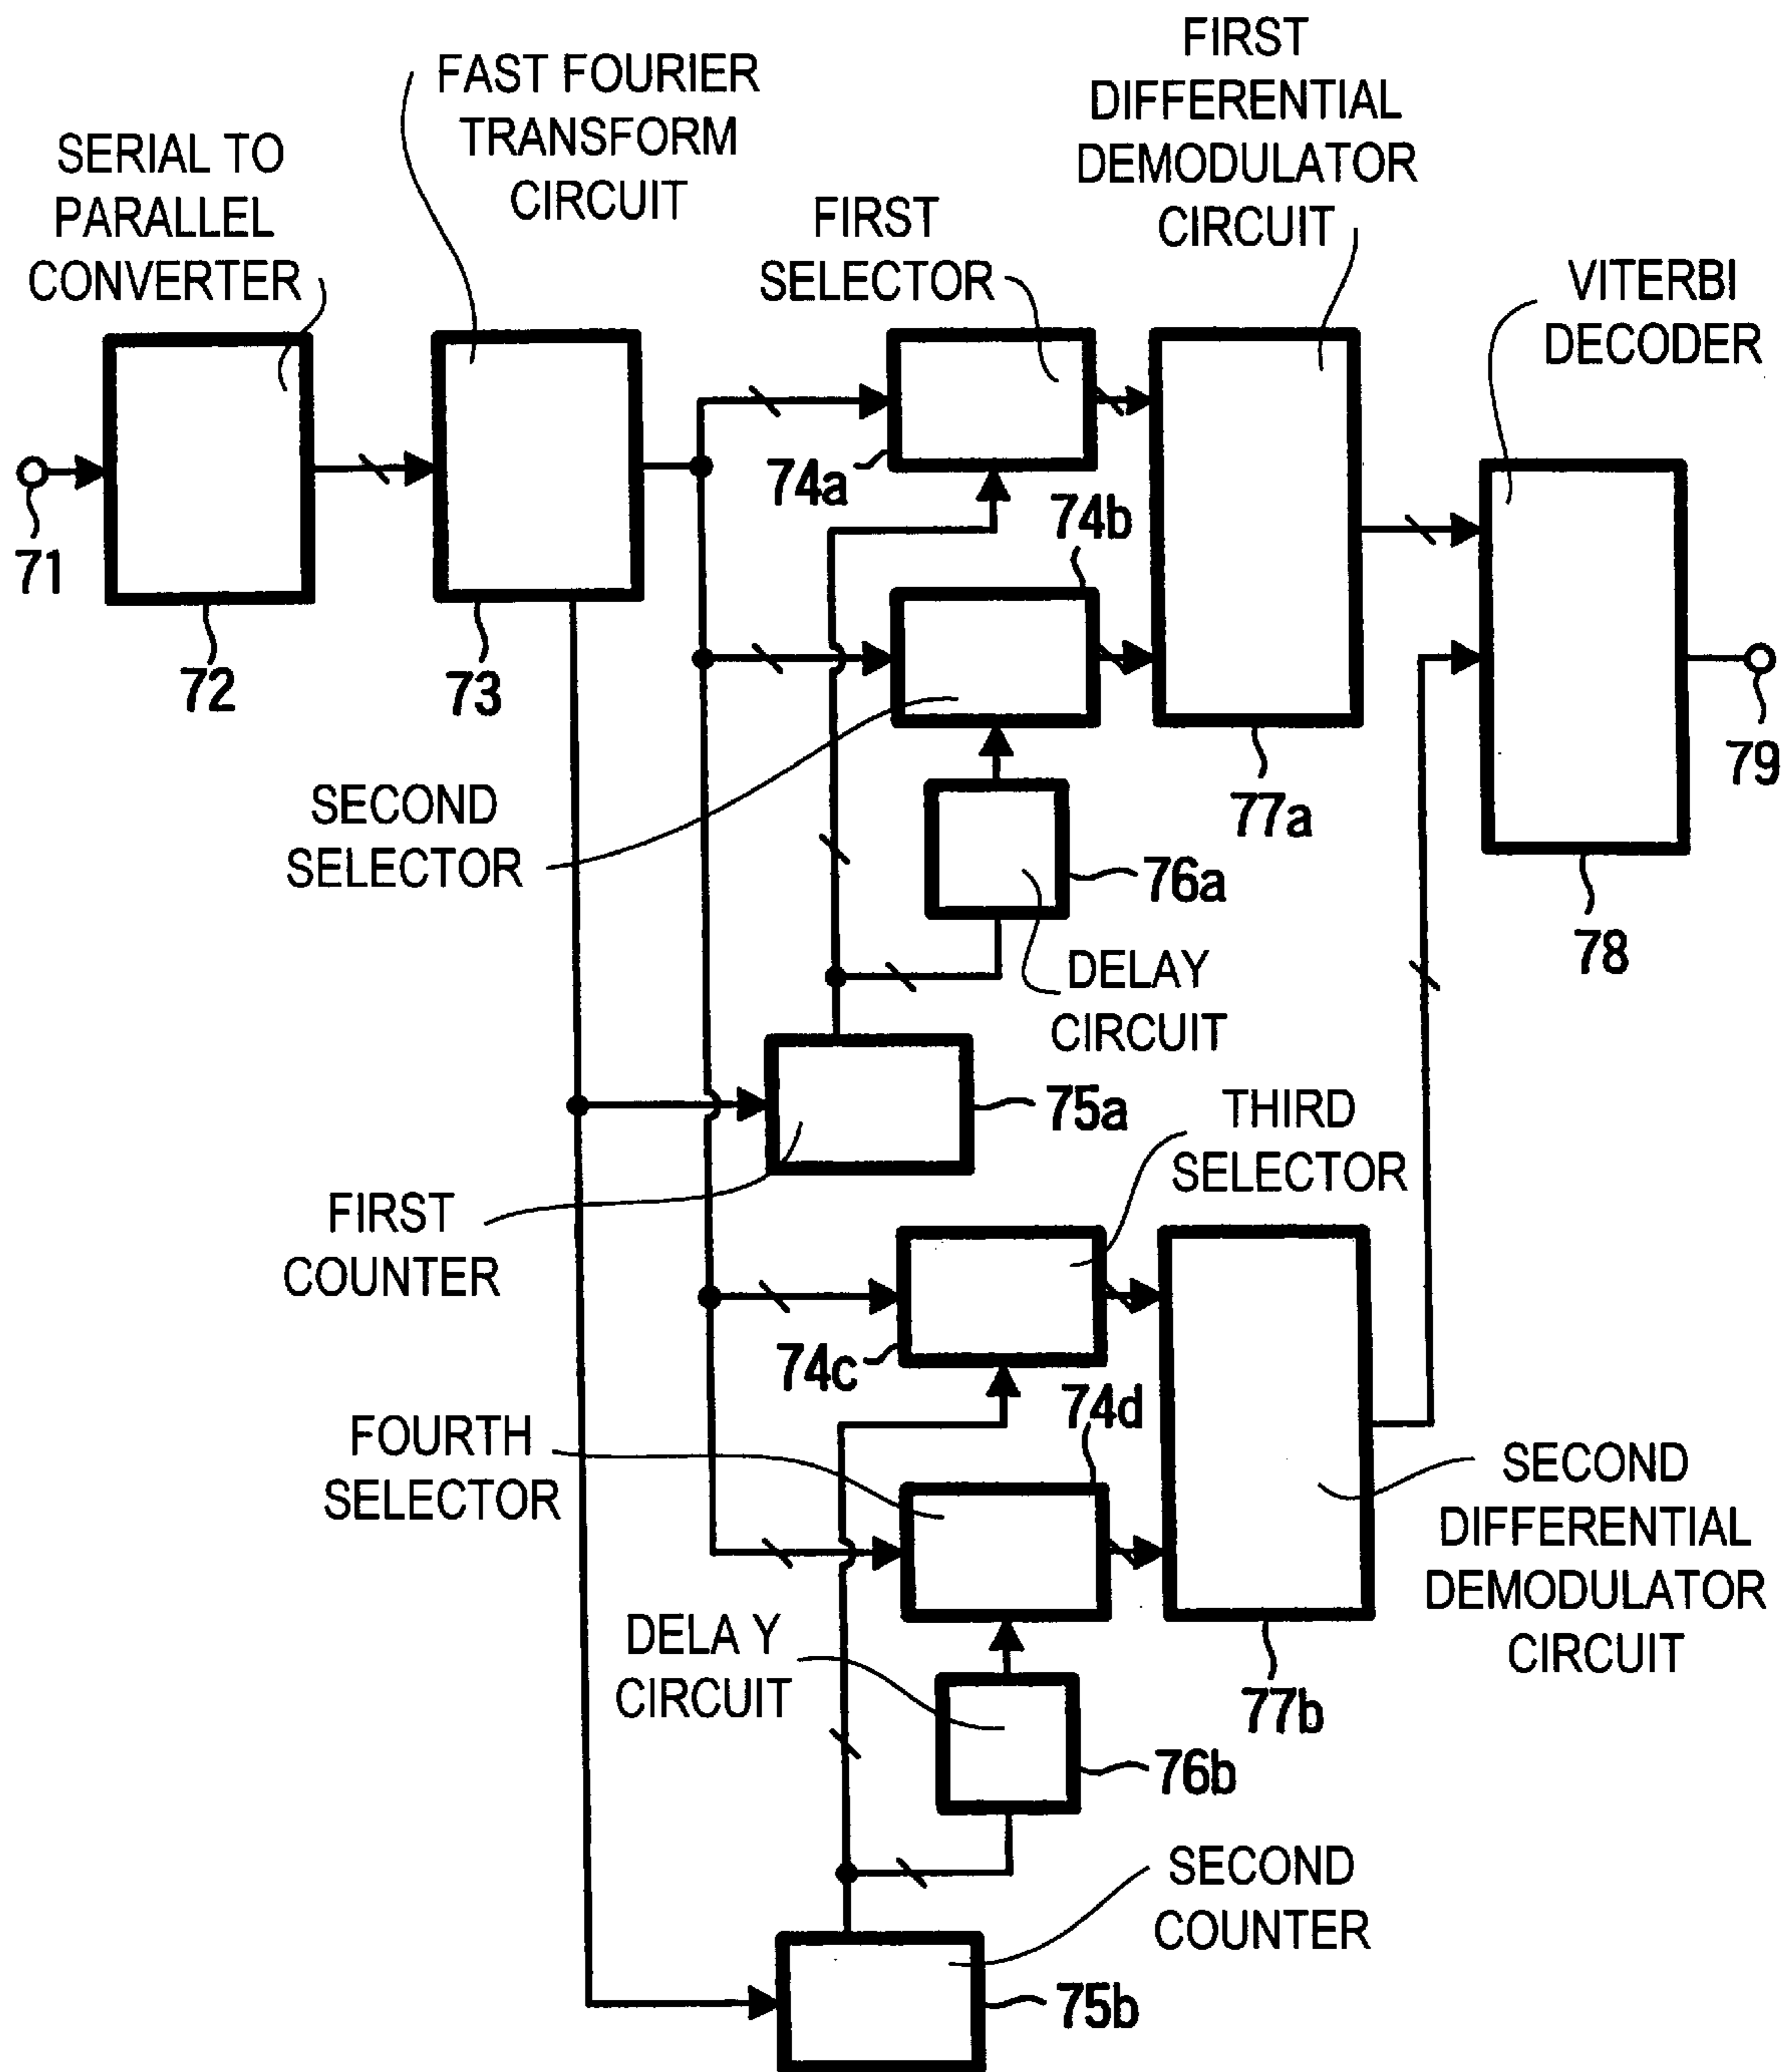 FIRST
DIFFERENTIAL
DEMODULATOR
CIRCUIT
FAST FOURIER
TRANSFORM
CIRCUIT
SERIAL TO
PARALLEL
CONVERTER
FIRST
SELECTOR
VITERBI
DECODER
74a
74b
71
72
73
79
SECOND
SELECTOR
77a
76a
78
DELAY
CIRCUIT
75a
THIRD
SELECTOR
FIRST
COUNTER
74c
74d
FOURTH
SELECTOR
SECOND
DIFFERENTIAL
DEMODULATOR
CIRCUIT
DELA Y
CIRCUIT
77b
76b
SECOND
COUNTER
75b